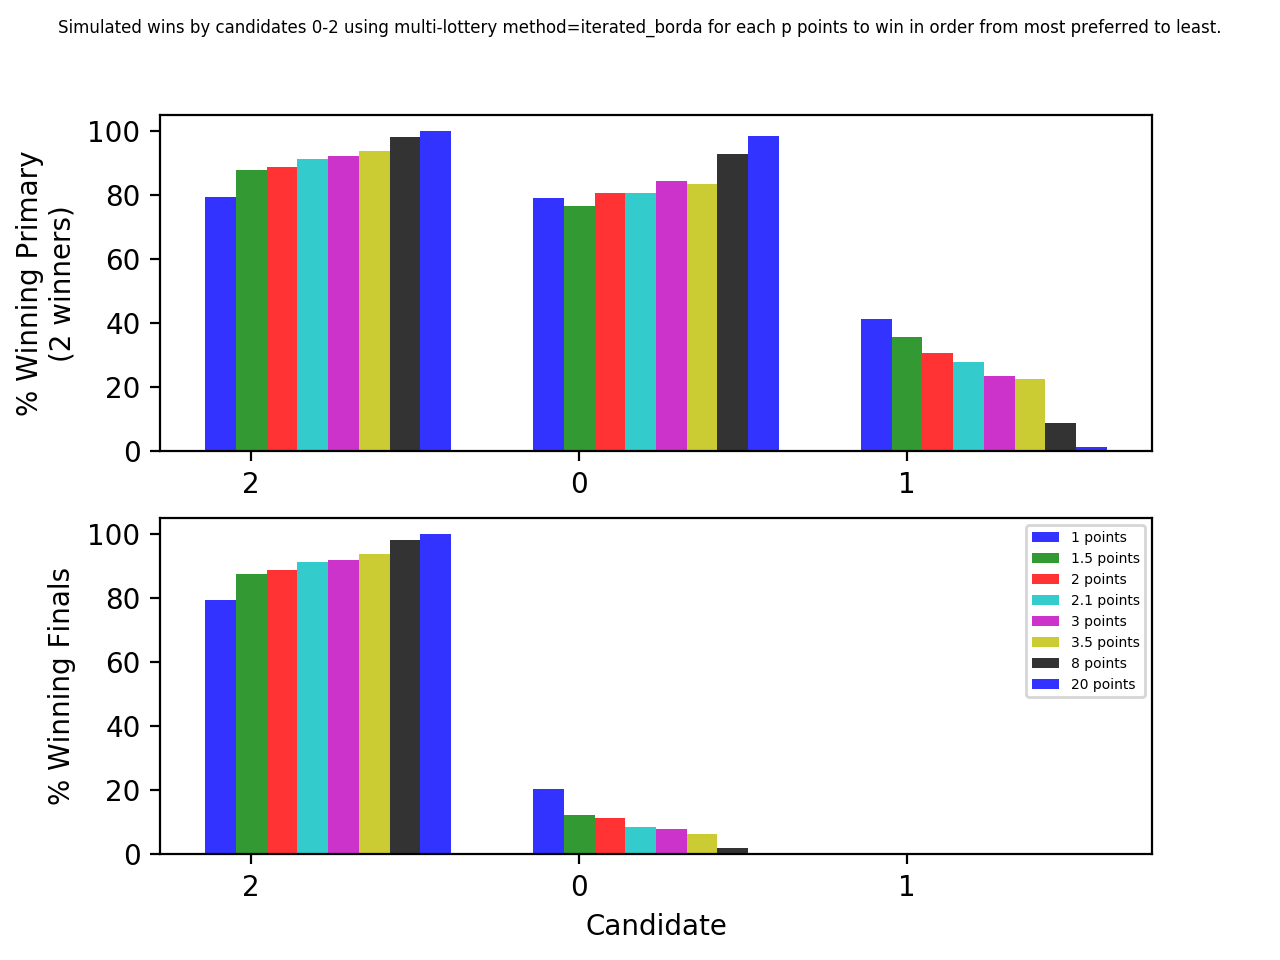 Simulated wins by candidates 0-2 using multi-lottery method=iterated_borda for each p points to win in order from most preferred to least.
% Winning Primary
(2 winners)
100
80
60
40
20
0
2 0 1
% Winning Finals
100
80
60
40
20
0
1 points
1.5 points
2 points
2.1 points
3 points
3.5 points
8 points
20 points
2 0 1
Candidate